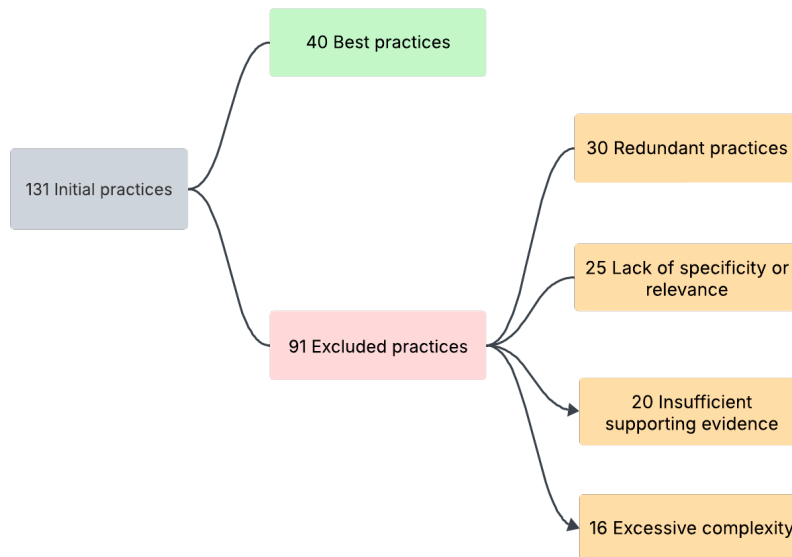 40 Best practices
131 Initial practices
30 Redundant practices
25 Lack of specificity or
relevance
91 Excluded practices
20 Insufficient
supporting evidence
16 Excessive complexity